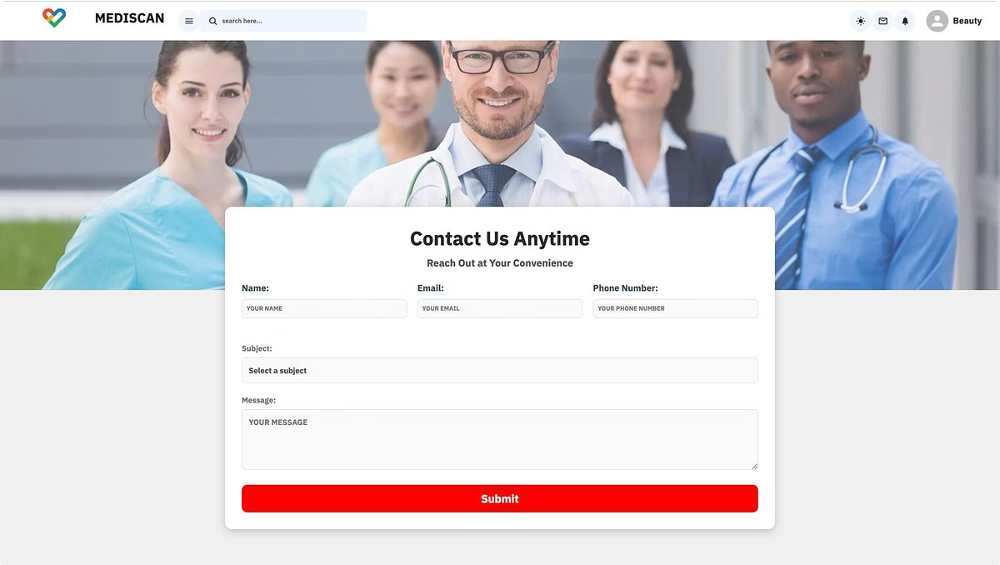 MEDISCAN
search here...
Beauty
Contact Us Anytime
Reach Out at Your Convenience
Name: Email: Phone Number:
YOUR NAME YOUR EMAIL YOUR PHONE NUMBER
Subject:
Select a subject
Message:
YOUR MESSAGE
Submit